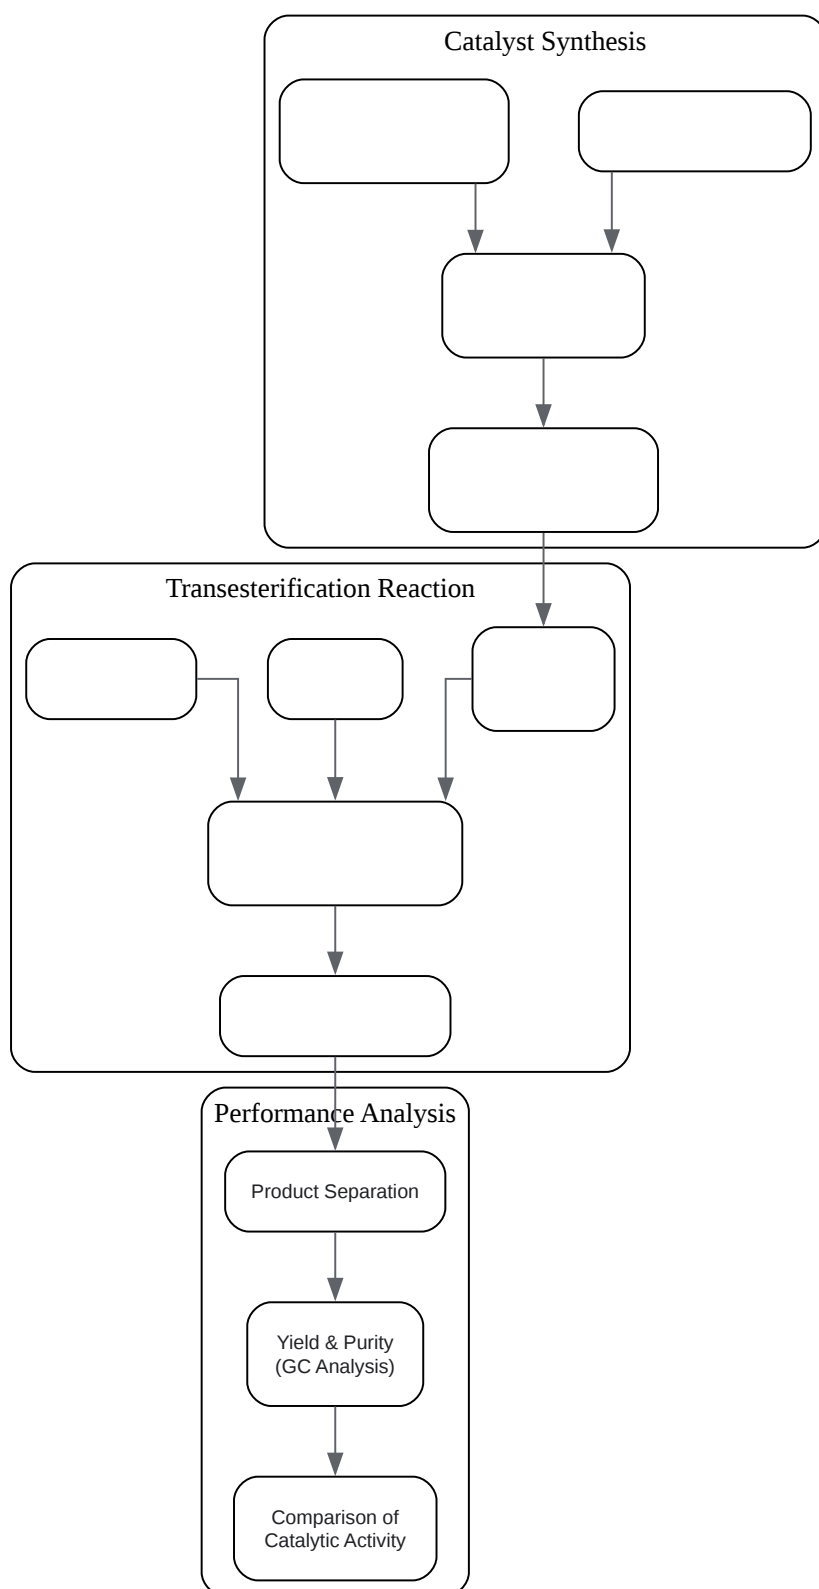 Catalyst Synthesis
Transesterification Reaction
Performance Analysis
Product Separation
Yield & Purity
(GC Analysis)
Comparison of
Catalytic Activity